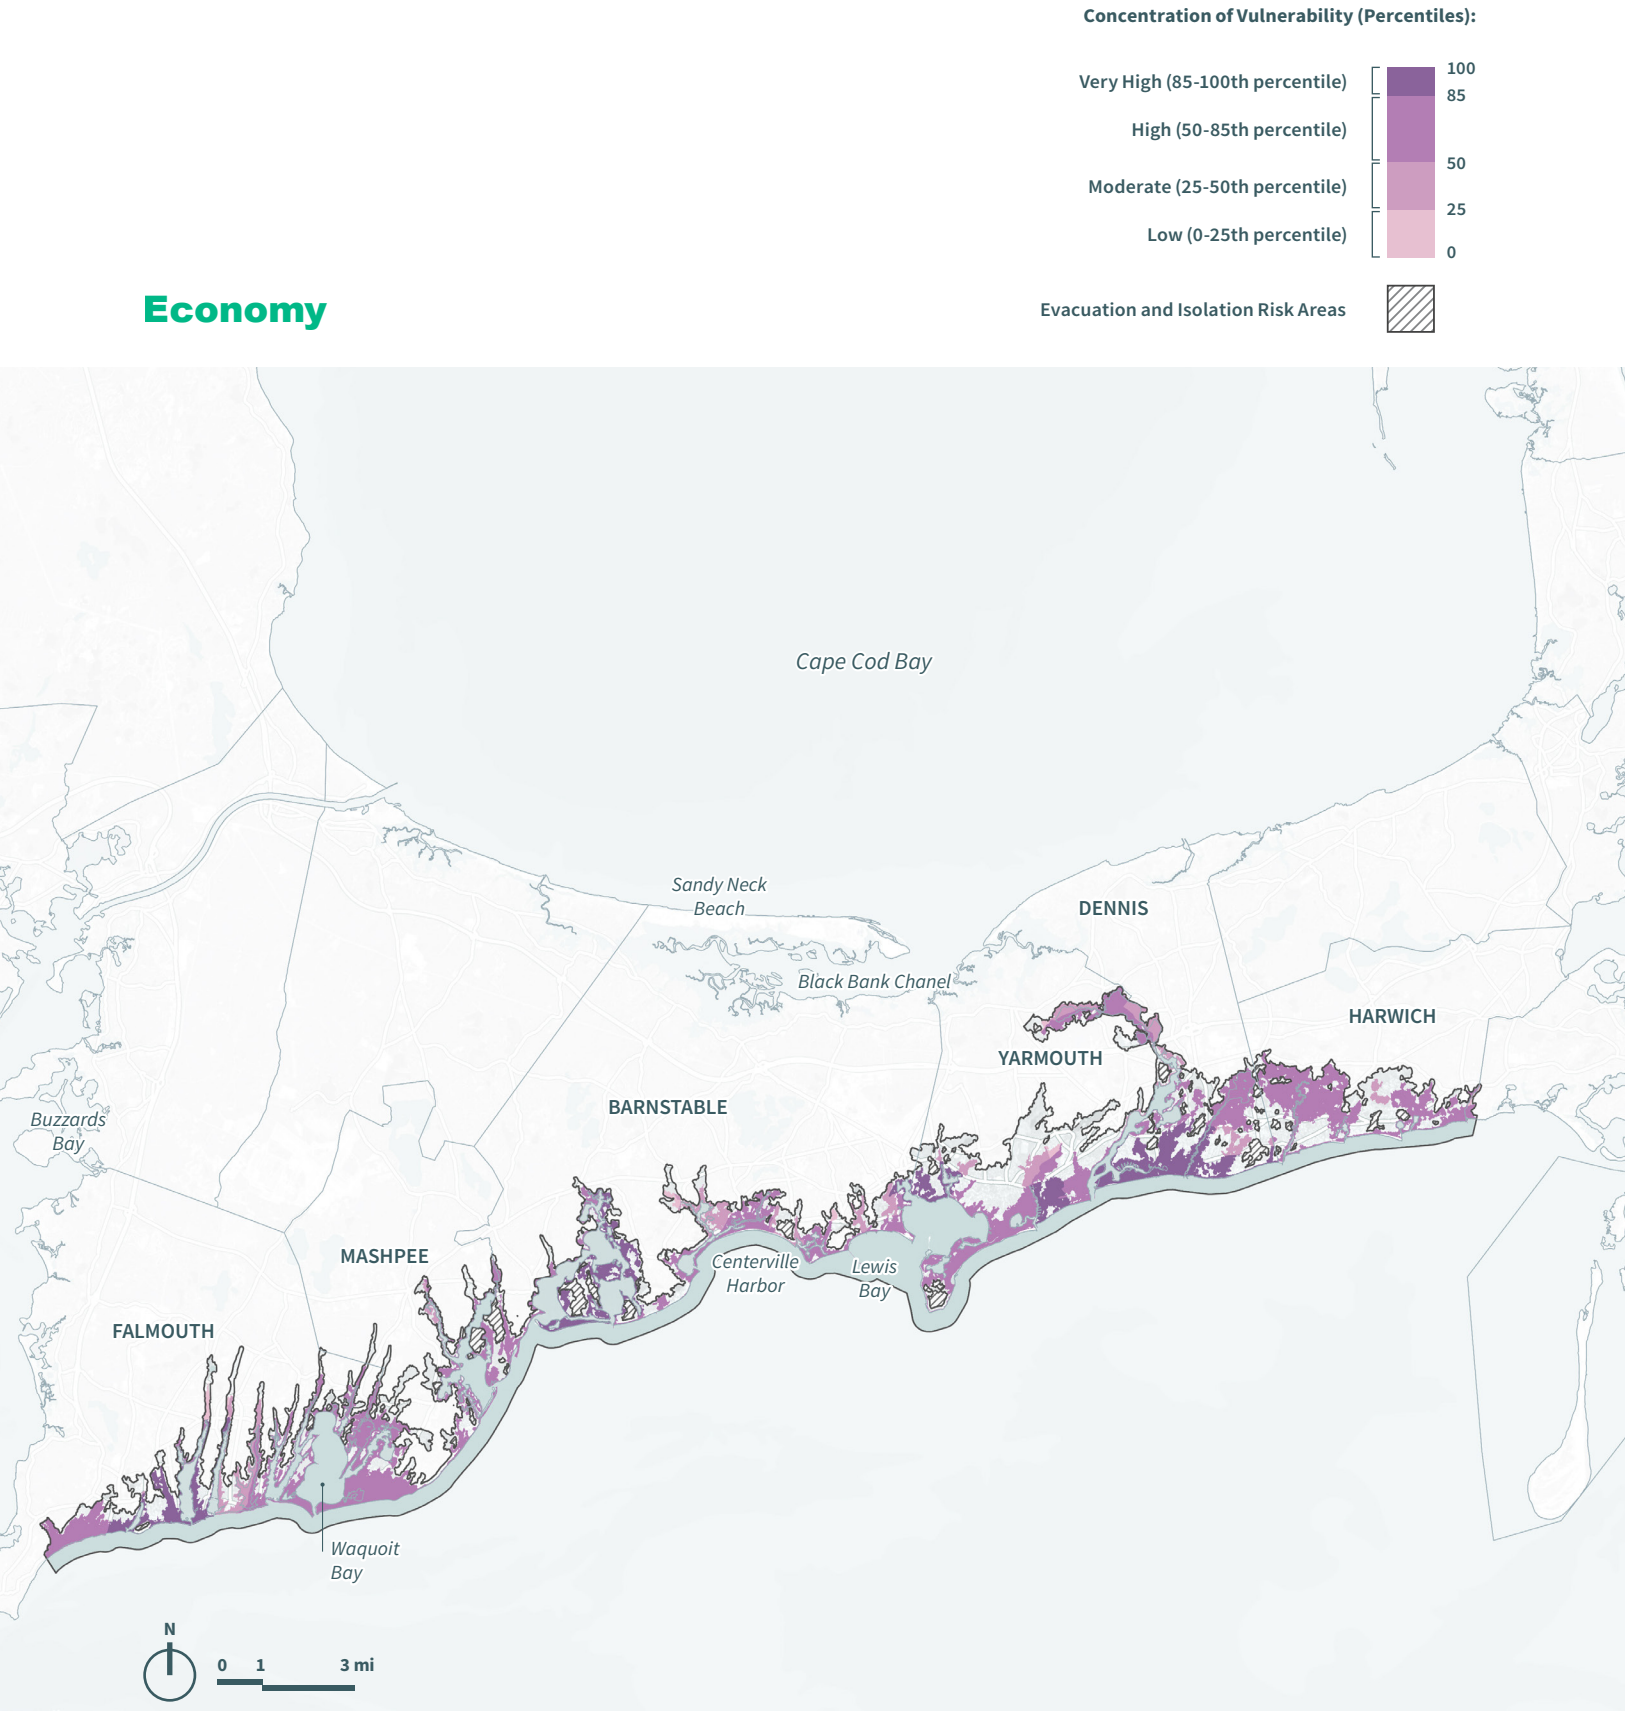 Concentration of Vulnerability (Percentiles):
Very High (85-100th percentile)
100
85
High (50-85th percentile)
50
Moderate (25-50th percentile)
25
Low (0-25th percentile)
0
Economy
Evacuation and Isolation Risk Areas
Cape Cod Bay
Sandy Neck
Beach
DENNIS
Black Bank Chanel
HARWICH
YARMOUTH
BARNSTABLE
Buzzards
Bay
MASHPEE
Centerville
Harbor
Lewis
Bay
FALMOUTH
Waquoit
Bay
N
0 1 3 mi